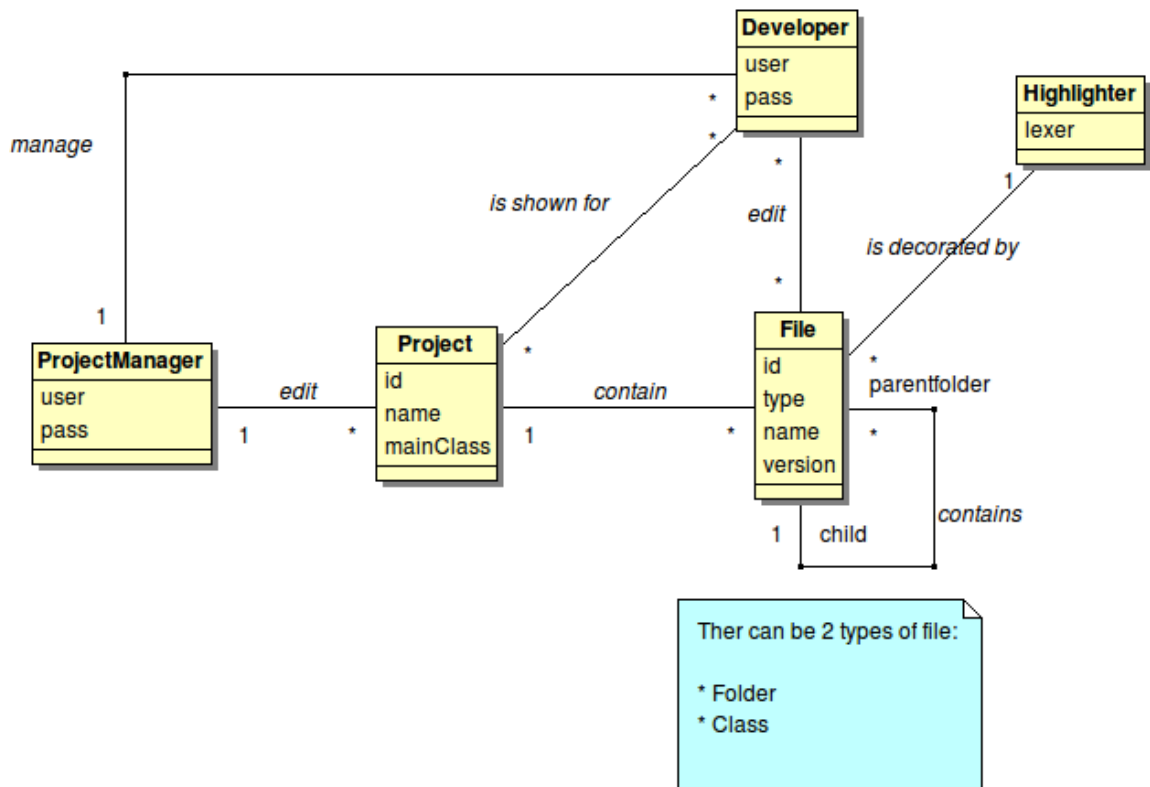 Developer
user
pass
Highlighter
lexer
manage
*
*
*
1
is shown for
edit
is decorated by
*
1
ProjectManager
user
pass
Project
id
name
mainClass
File
id
type
name
version
*
*
parentfolder
edit
contain
1
*
1
*
*
contains
1
child
Ther can be 2 types of file:
* Folder
* Class